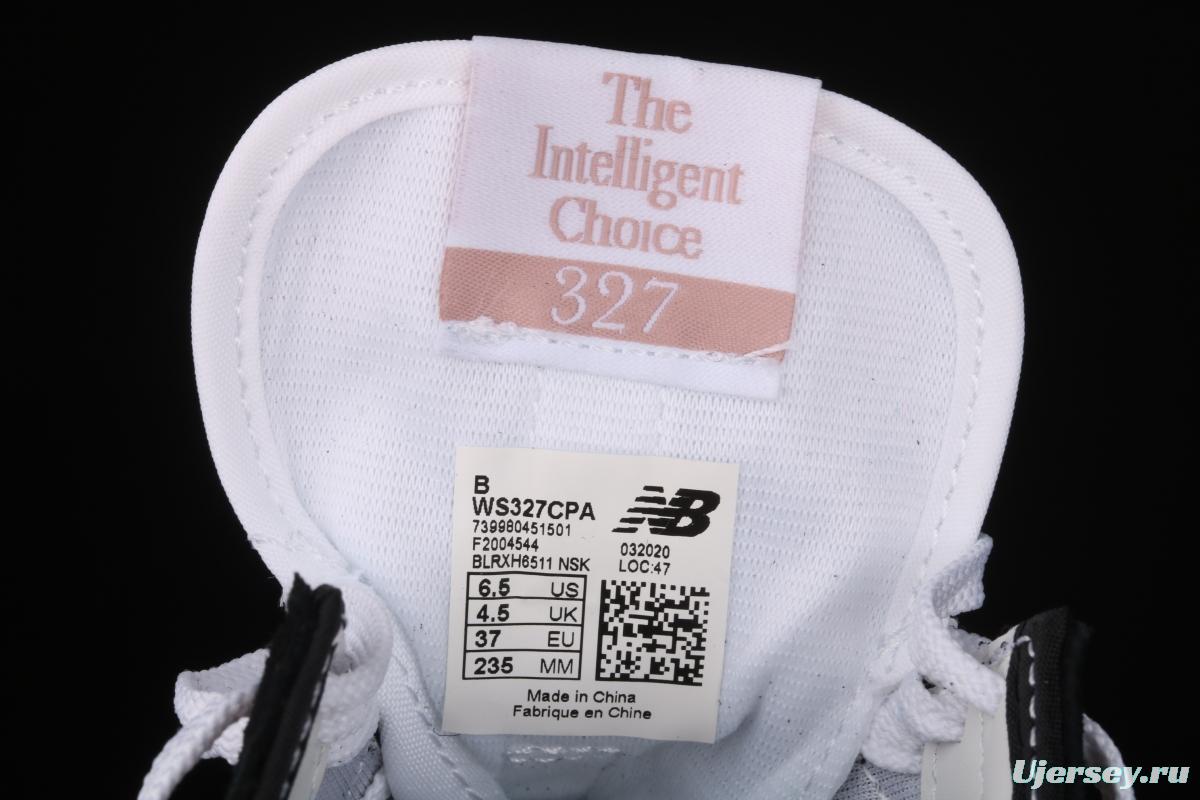 The
Intelligent
Choice
327
B
WS327CPA
739980451501
F2004544
BLRXH6511 NSK
NB
032020
LOC:47
6.5 US
4.5 UK
37 EU
235 MM
Made in China
Fabrique en Chine
Ujersey.ru